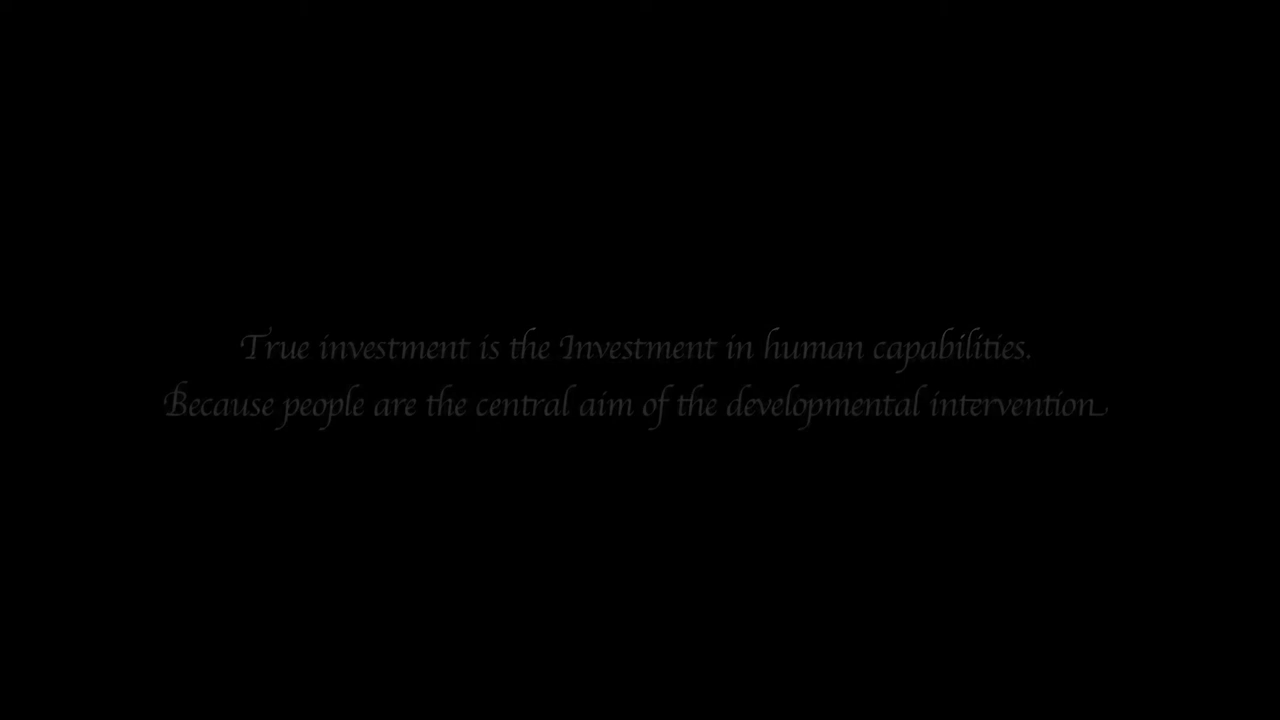 True investment is the Investment in human capabilities.
Because people are the central aim of the developmental intervention